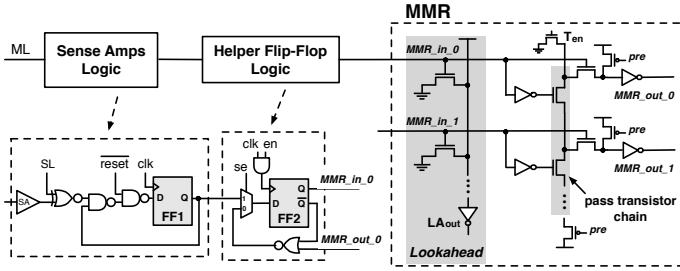 MMR
ML
Sense Amps
Logic
Helper Flip-Flop
Logic
MMR_in_0
Ten
pre
MMR_out_0
MMR_in_1
pre
MMR_out_1
clk en
SL
reset
clk
se
SA
D
Q
FF1
1
0
D
Q
Q
FF2
MMR_in_0
MMR_out_0
pass transistor
chain
LAout
pre
Lookahead